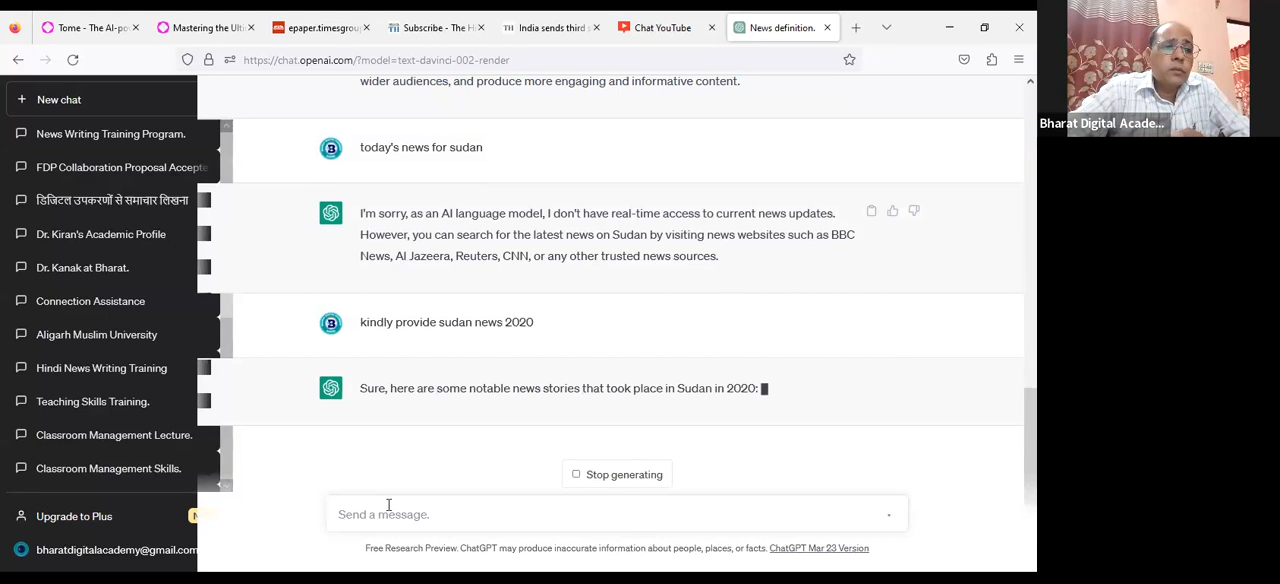 Tome - The AI-po
Mastering the Ult
epaper.timesgroup
Subscribe - The H
India sends third s
Chat YouTube
News definition.
https://chat.openai.com/?model=text-davinci-002-render
New chat
News Writing Training Program.
FDP Collaboration Proposal Accepte
डिजिटल उपकरणों से समाचार लिखना
Dr. Kiran's Academic Profile
Dr. Kanak at Bharat.
Connection Assistance
Aligarh Muslim University
Hindi News Writing Training
Teaching Skills Training.
Classroom Management Lecture.
Classroom Management Skills.
Upgrade to Plus
N
bharatdigitalacademy@gmail.com
wider audiences, and produce more engaging and informative content.
today's news for sudan
I'm sorry, as an AI language model, I don't have real-time access to current news updates.
However, you can search for the latest news on Sudan by visiting news websites such as BBC
News, Al Jazeera, Reuters, CNN, or any other trusted news sources.
kindly provide sudan news 2020
Sure, here are some notable news stories that took place in Sudan in 2020:
Stop generating
Send a message.
Free Research Preview. ChatGPT may produce inaccurate information about people, places, or facts. ChatGPT Mar 23 Version
Bharat Digital Acade...